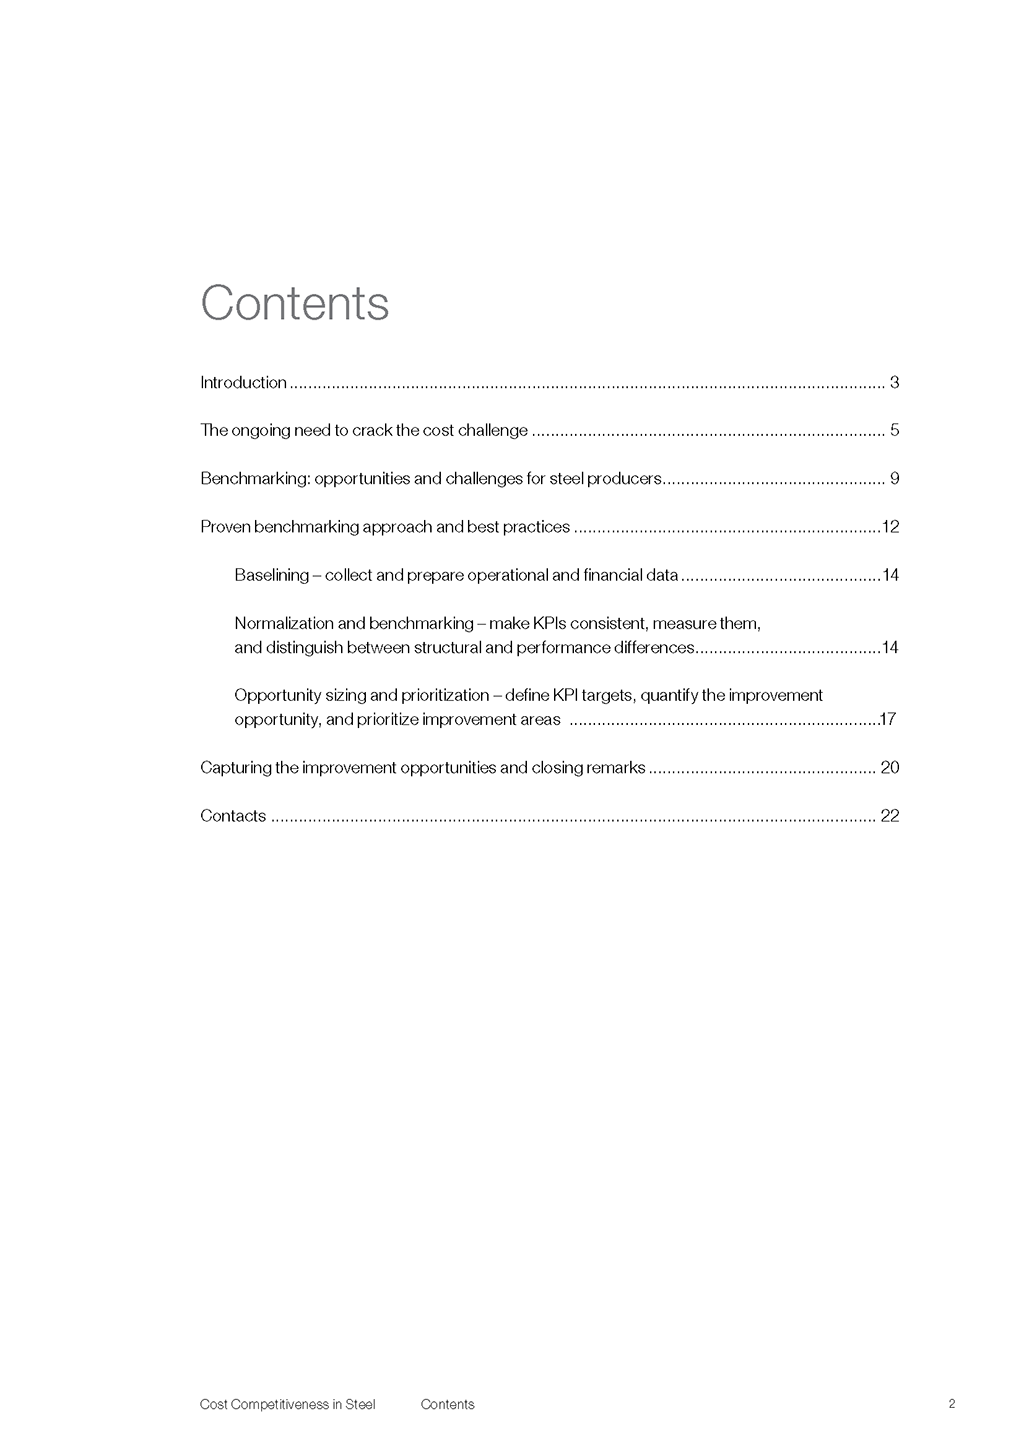 Contents
Introduction ................................................................................................................................ 3
The ongoing need to crack the cost challenge ............................................................................ 5
Benchmarking: opportunities and challenges for steel producers................................................ 9
Proven benchmarking approach and best practices ..................................................................12
Baselining – collect and prepare operational and financial data ...........................................14
Normalization and benchmarking – make KPIs consistent, measure them,
and distinguish between structural and performance differences........................................14
Opportunity sizing and prioritization – define KPI targets, quantify the improvement
opportunity, and prioritize improvement areas ...................................................................17
Capturing the improvement opportunities and closing remarks ................................................. 20
Contacts .................................................................................................................................. 22
Cost Competitiveness in Steel Contents 2